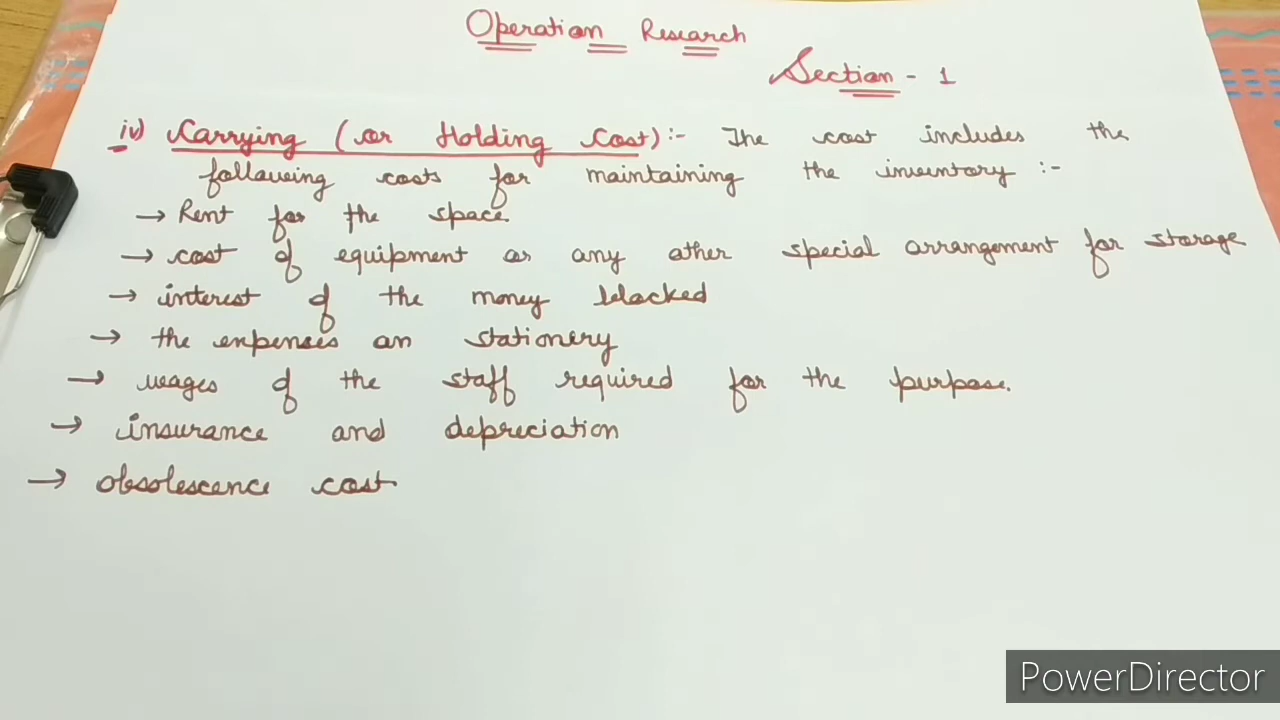 Operation Research
Section - 1
iv) Carrying (or Holding Cost) :- The cost includes the
following costs for maintaining the inventory :-
→ Rent for the space.
→ cost of equipment or any other special arrangement for storage
→ interest of the money blocked
→ the expenses on stationery
→ wages of the staff required for the purpose.
→ insurance and depreciation
→ obsolescence cost
PowerDirector